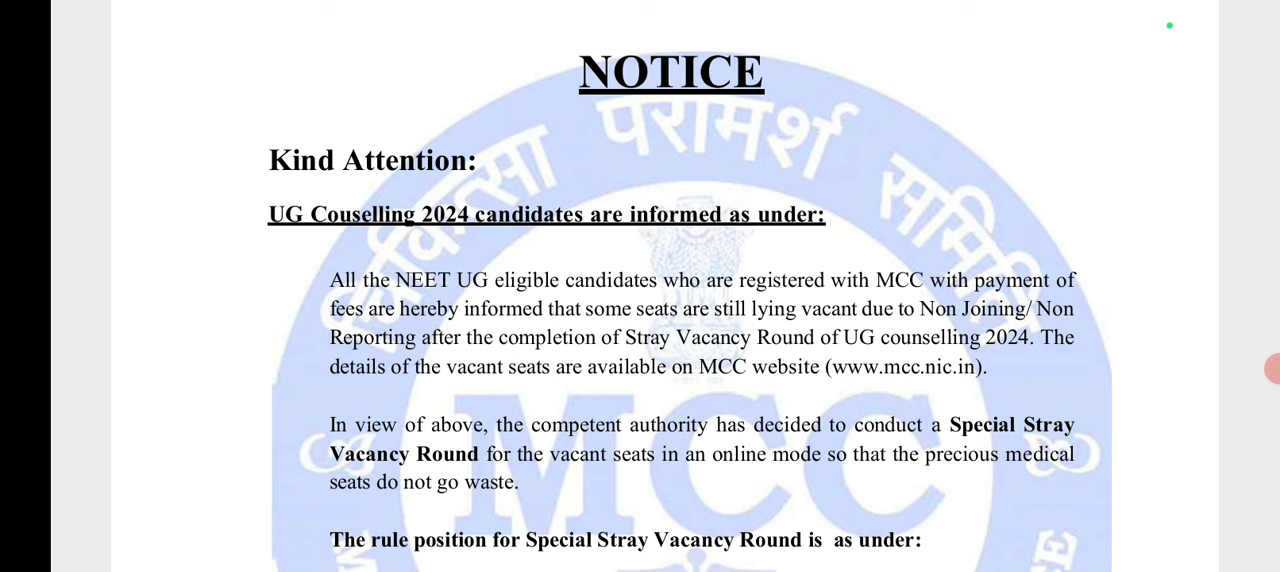 NOTICE
चिकित्सा परामर्श समिति
Kind Attention:
UG Couselling 2024 candidates are informed as under:
All the NEET UG eligible candidates who are registered with MCC with payment of
fees are hereby informed that some seats are still lying vacant due to Non Joining/ Non
Reporting after the completion of Stray Vacancy Round of UG counselling 2024. The
details of the vacant seats are available on MCC website (www.mcc.nic.in).
MCC
In view of above, the competent authority has decided to conduct a Special Stray
Vacancy Round for the vacant seats in an online mode so that the precious medical
seats do not go waste.
The rule position for Special Stray Vacancy Round is as under: